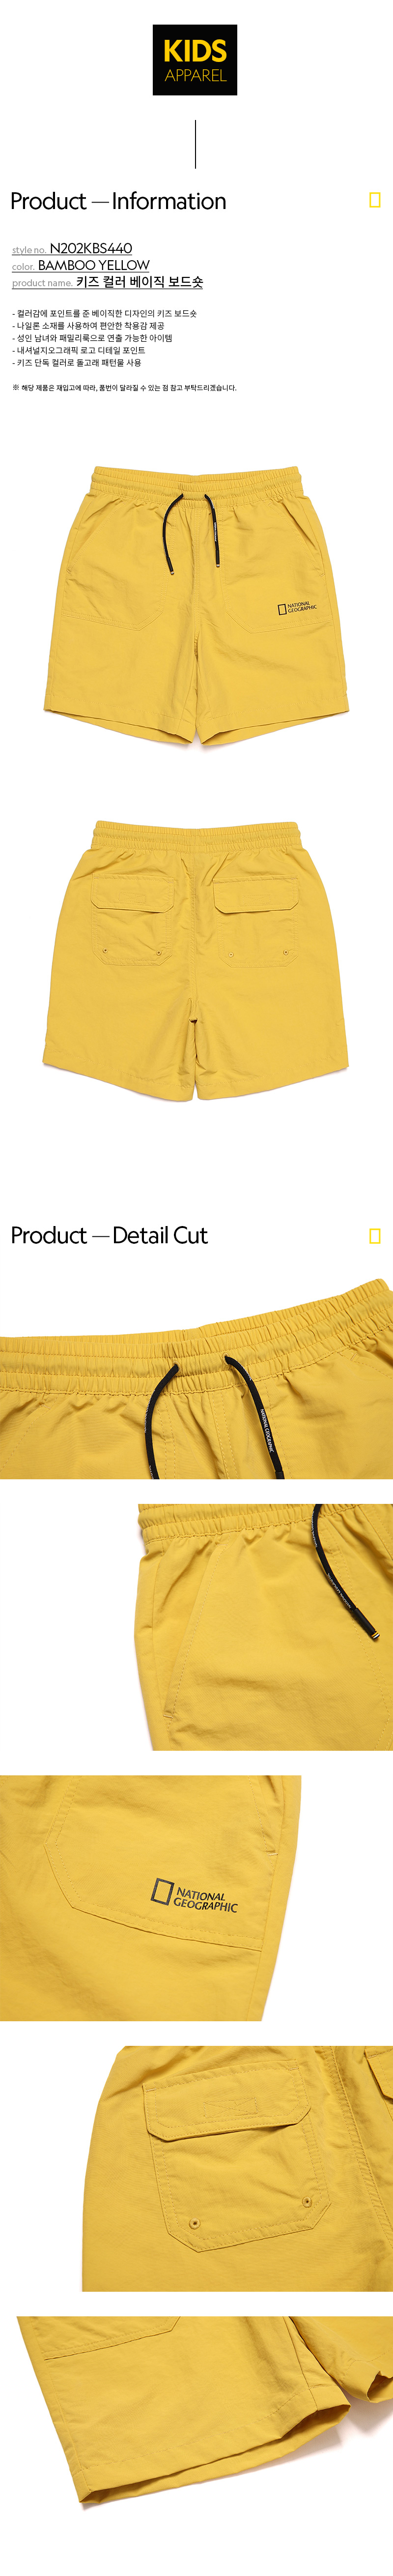 KIDS
APPAREL
Product — Information
style no. N202KBS440
color. BAMBOO YELLOW
product name. 키즈 컬러 베이직 보드숏
- 컬러감에 포인트를 준 베이직한 디자인의 키즈 보드숏
- 나일론 소재를 사용하여 편안한 착용감 제공
- 성인 남녀와 패밀리룩으로 연출 가능한 아이템
- 내셔널지오그래픽 로고 디테일 포인트
- 키즈 단독 컬러로 돌고래 패턴물 사용
※ 해당 제품은 재입고에 따라, 품번이 달라질 수 있는 점 참고 부탁드리겠습니다.
NATIONAL
GEOGRAPHIC
Product — Detail Cut
NATIONAL GEOGRAPHIC
NATIONAL
GEOGRAPHIC